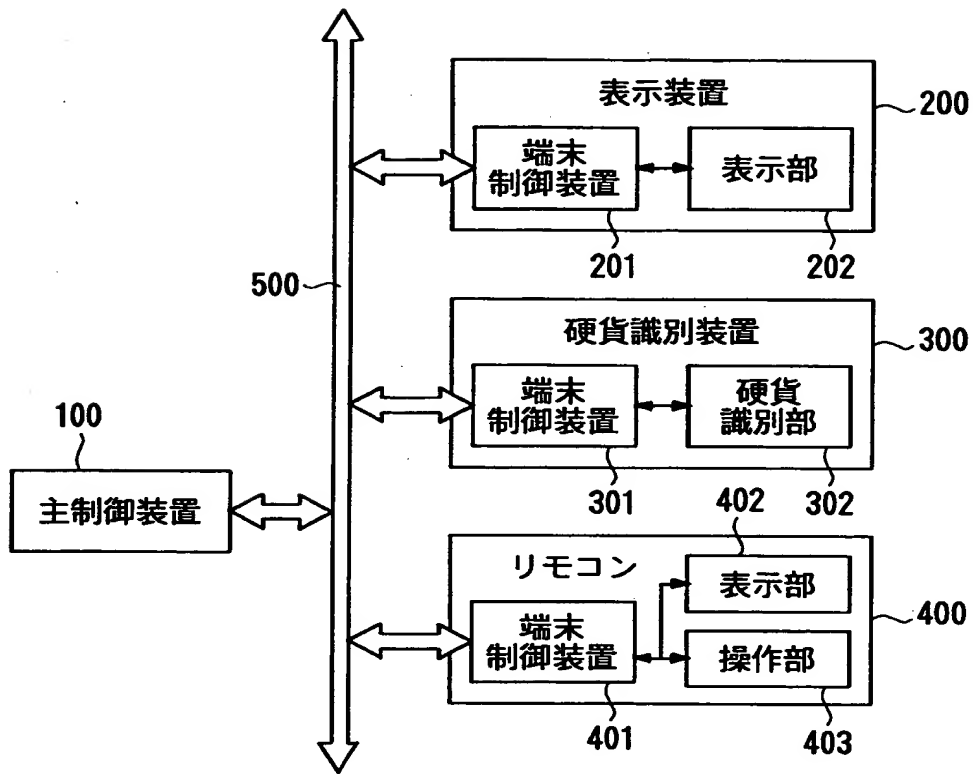 表示装置
200
端末
制御装置
表示部
201
202
500
硬貨識別装置
300
端末
制御装置
硬貨
識別部
301
302
100
主制御装置
402
リモコン
表示部
400
端末
制御装置
操作部
401
403